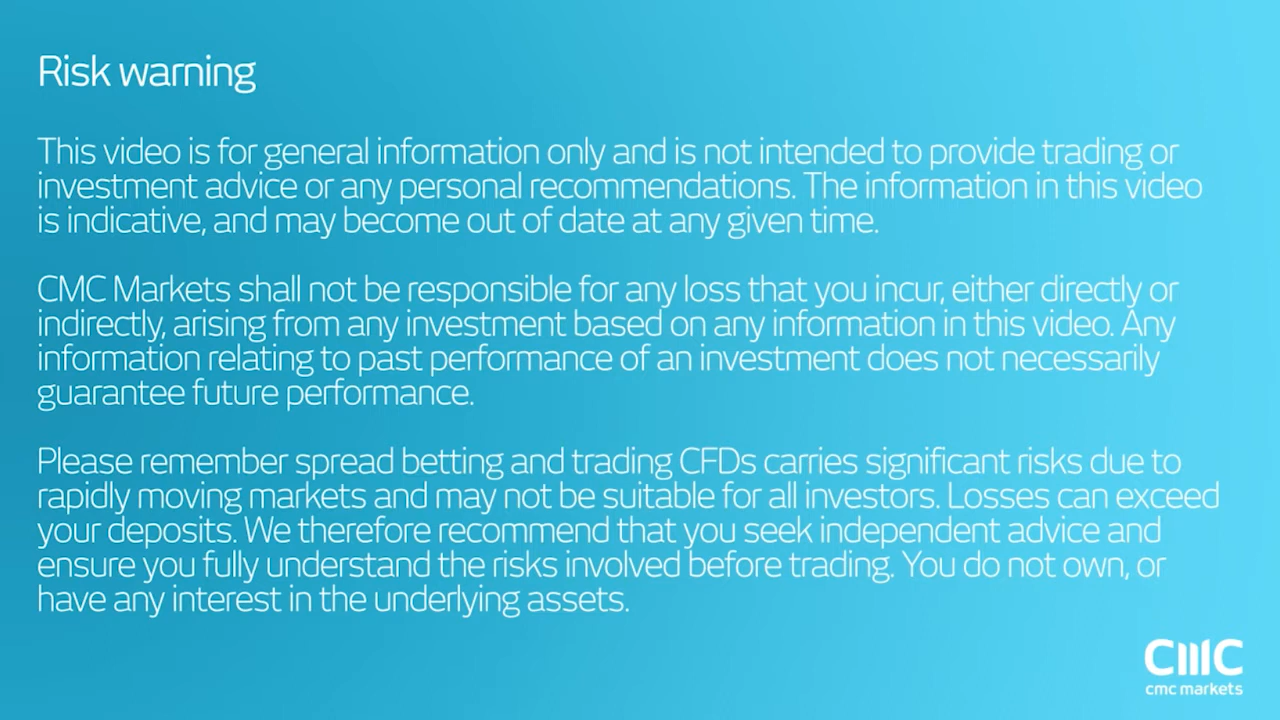 Risk warning
This video is for general information only and is not intended to provide trading or
investment advice or any personal recommendations. The information in this video
is indicative, and may become out of date at any given time.
CMC Markets shall not be responsible for any loss that you incur, either directly or
indirectly, arising from any investment based on any information in this video. Any
information relating to past performance of an investment does not necessarily
guarantee future performance.
Please remember spread betting and trading CFDs carries significant risks due to
rapidly moving markets and may not be suitable for all investors. Losses can exceed
your deposits. We therefore recommend that you seek independent advice and
ensure you fully understand the risks involved before trading. You do not own, or
have any interest in the underlying assets.
CMC
cmc markets